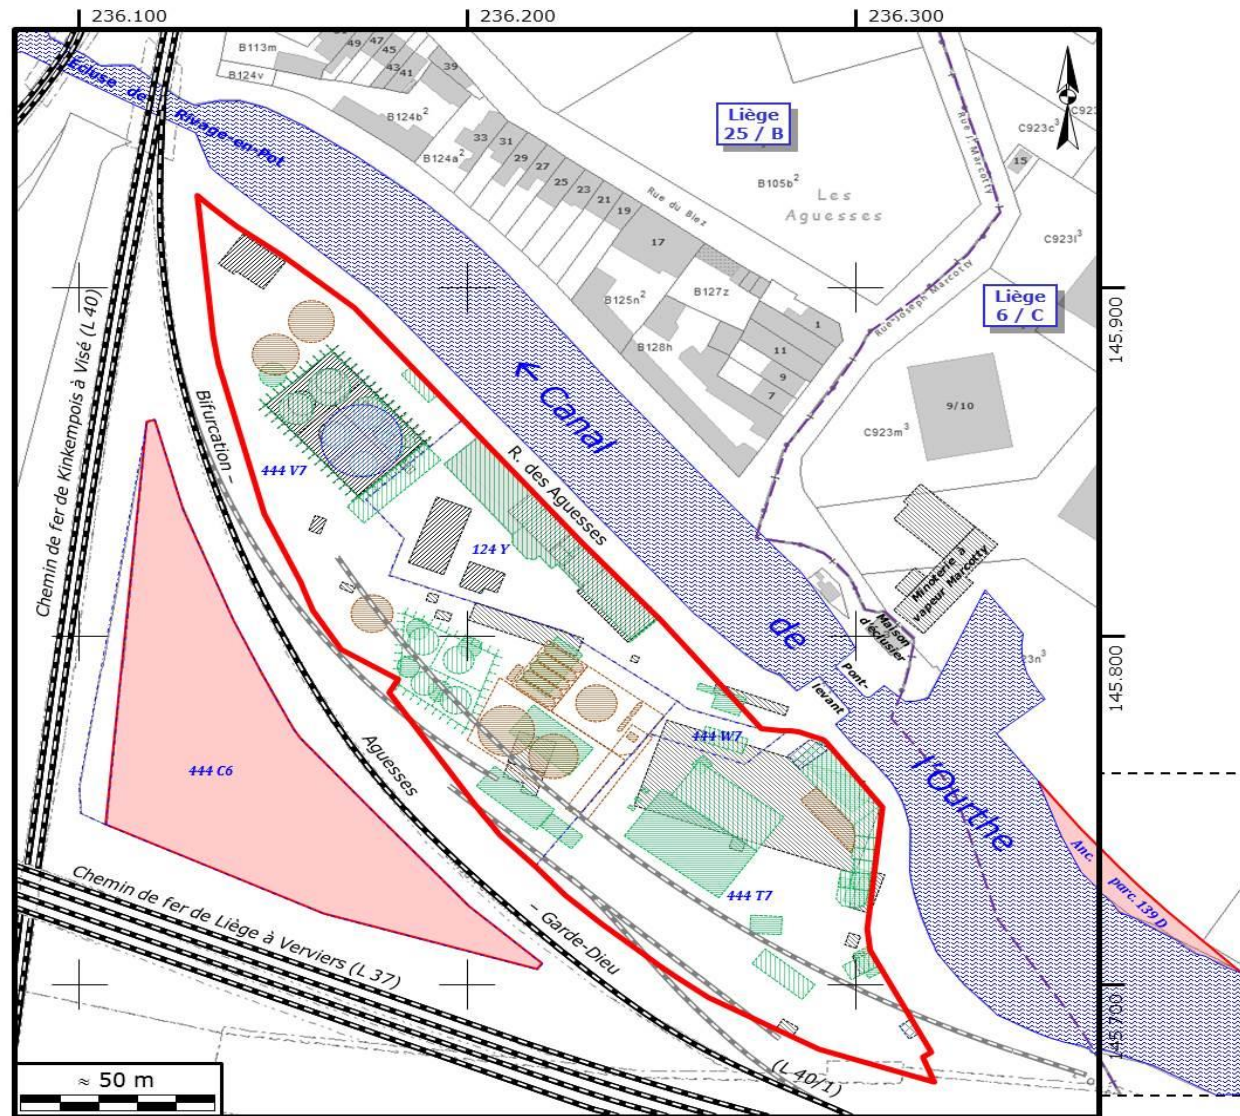 236.100
236.200
236.300
Écluse de Rivage-en-Pot
B113m
B124v
49
47
45
43
41
39
B124b²
B124a²
33
31
29
27
25
23
21
19
17
Rue du Biez
Liège
25 / B
B105b²
Les
Aguesses
Rue J. Marcotty
C923c³
15
C923l³
Liège
6 / C
Rue Joseph Marcotty
B125n²
B127z
B128h
1
11
9
7
9/10
C923m³
145.900
Chemin de fer de Kinkempois à Visé (L 40)
Bifurcation –
← Canal
444 V7
R. des Aguesses
124 Y
Minoterie à
vapeur Marcotty
Maison
d'éclusier
de
Pont-
levant
145.800
444 W7
444 C6
Aguesses
l'Ourthe
Anc.
parc. 139 D
Chemin de fer de Liège à Verviers (L 37)
444 T7
– Garde-Dieu
145.700
(L 40/1)
≈ 50 m